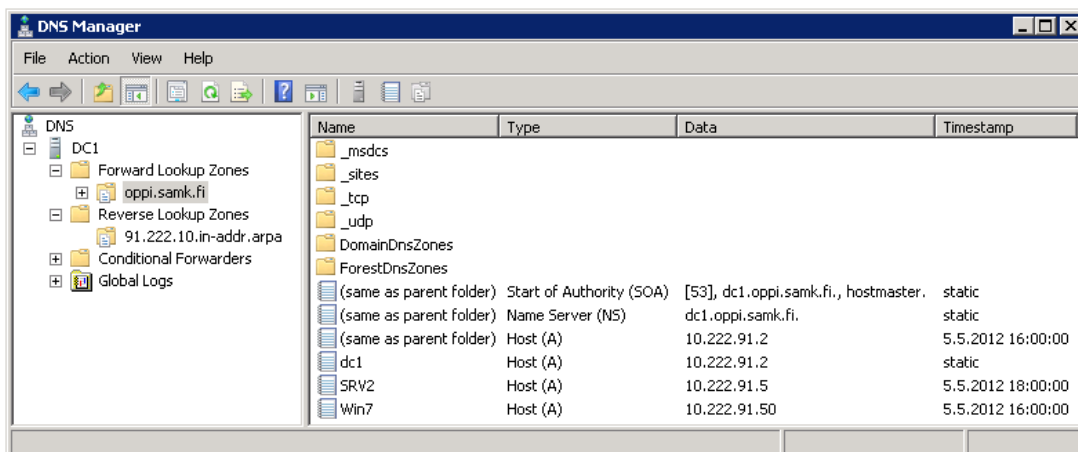 DNS Manager
File Action View Help
DNS
DC1
Forward Lookup Zones
oppi.samk.fi
Reverse Lookup Zones
91.222.10.in-addr.arpa
Conditional Forwarders
Global Logs
Name Type Data Timestamp
_msdcs
_sites
_tcp
_udp
DomainDnsZones
ForestDnsZones
(same as parent folder) Start of Authority (SOA) [53], dc1.oppi.samk.fi., hostmaster. static
(same as parent folder) Name Server (NS) dc1.oppi.samk.fi. static
(same as parent folder) Host (A) 10.222.91.2 5.5.2012 16:00:00
dc1 Host (A) 10.222.91.2 static
SRV2 Host (A) 10.222.91.5 5.5.2012 18:00:00
Win7 Host (A) 10.222.91.50 5.5.2012 16:00:00